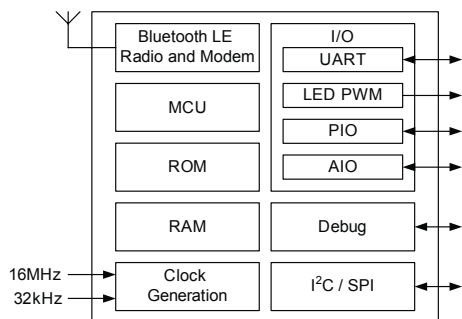 Bluetooth LE
Radio and Modem
MCU
ROM
RAM
16MHz
32kHz
Clock
Generation
I/O
UART
LED PWM
PIO
AIO
Debug
I²C / SPI